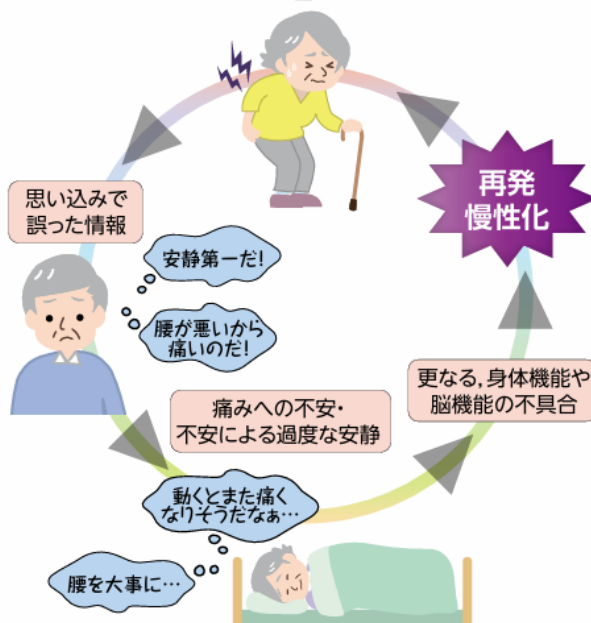 再発
慢性化
思い込みで
誤った情報
安静第一だ!
腰が悪いから
痛いのだ!
更なる,身体機能や
脳機能の不具合
痛みへの不安・
不安による過度な安静
動くとまた痛く
なりそうだなぁ…
腰を大事に…